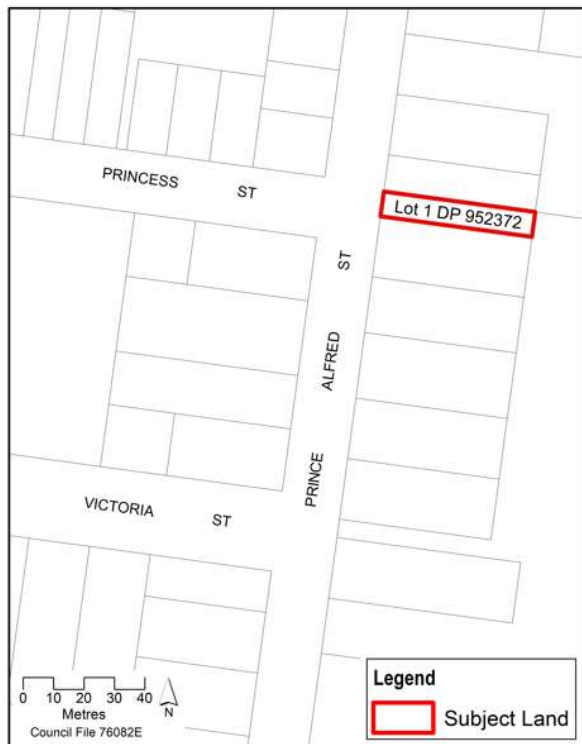 PRINCESS ST
Lot 1 DP 952372
PRINCE ALFRED ST
VICTORIA ST
0 10 20 30 40
Metres
N
Council File 76082E
Legend
Subject Land